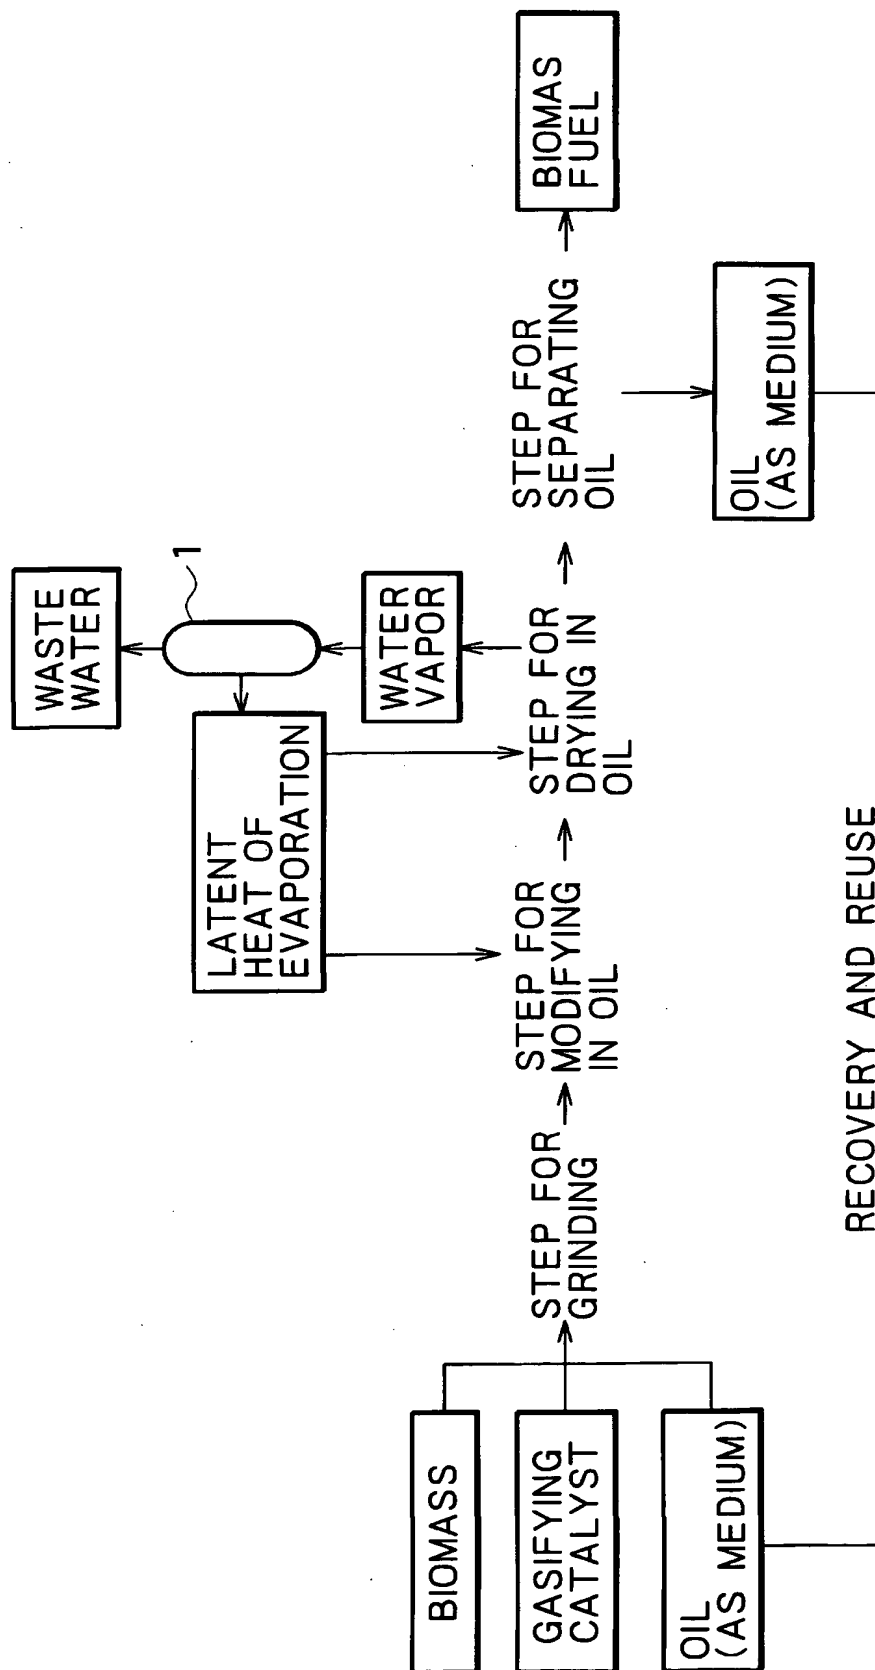 BIOMASS
GASIFYING
CATALYST
OIL
(AS MEDIUM)
STEP FOR
GRINDING
STEP FOR
MODIFYING
IN OIL
LATENT
HEAT OF
EVAPORATION
STEP FOR
DRYING IN
OIL
WATER
VAPOR
1
WASTE
WATER
STEP FOR
SEPARATING
OIL
BIOMAS
FUEL
OIL
(AS MEDIUM)
RECOVERY AND REUSE